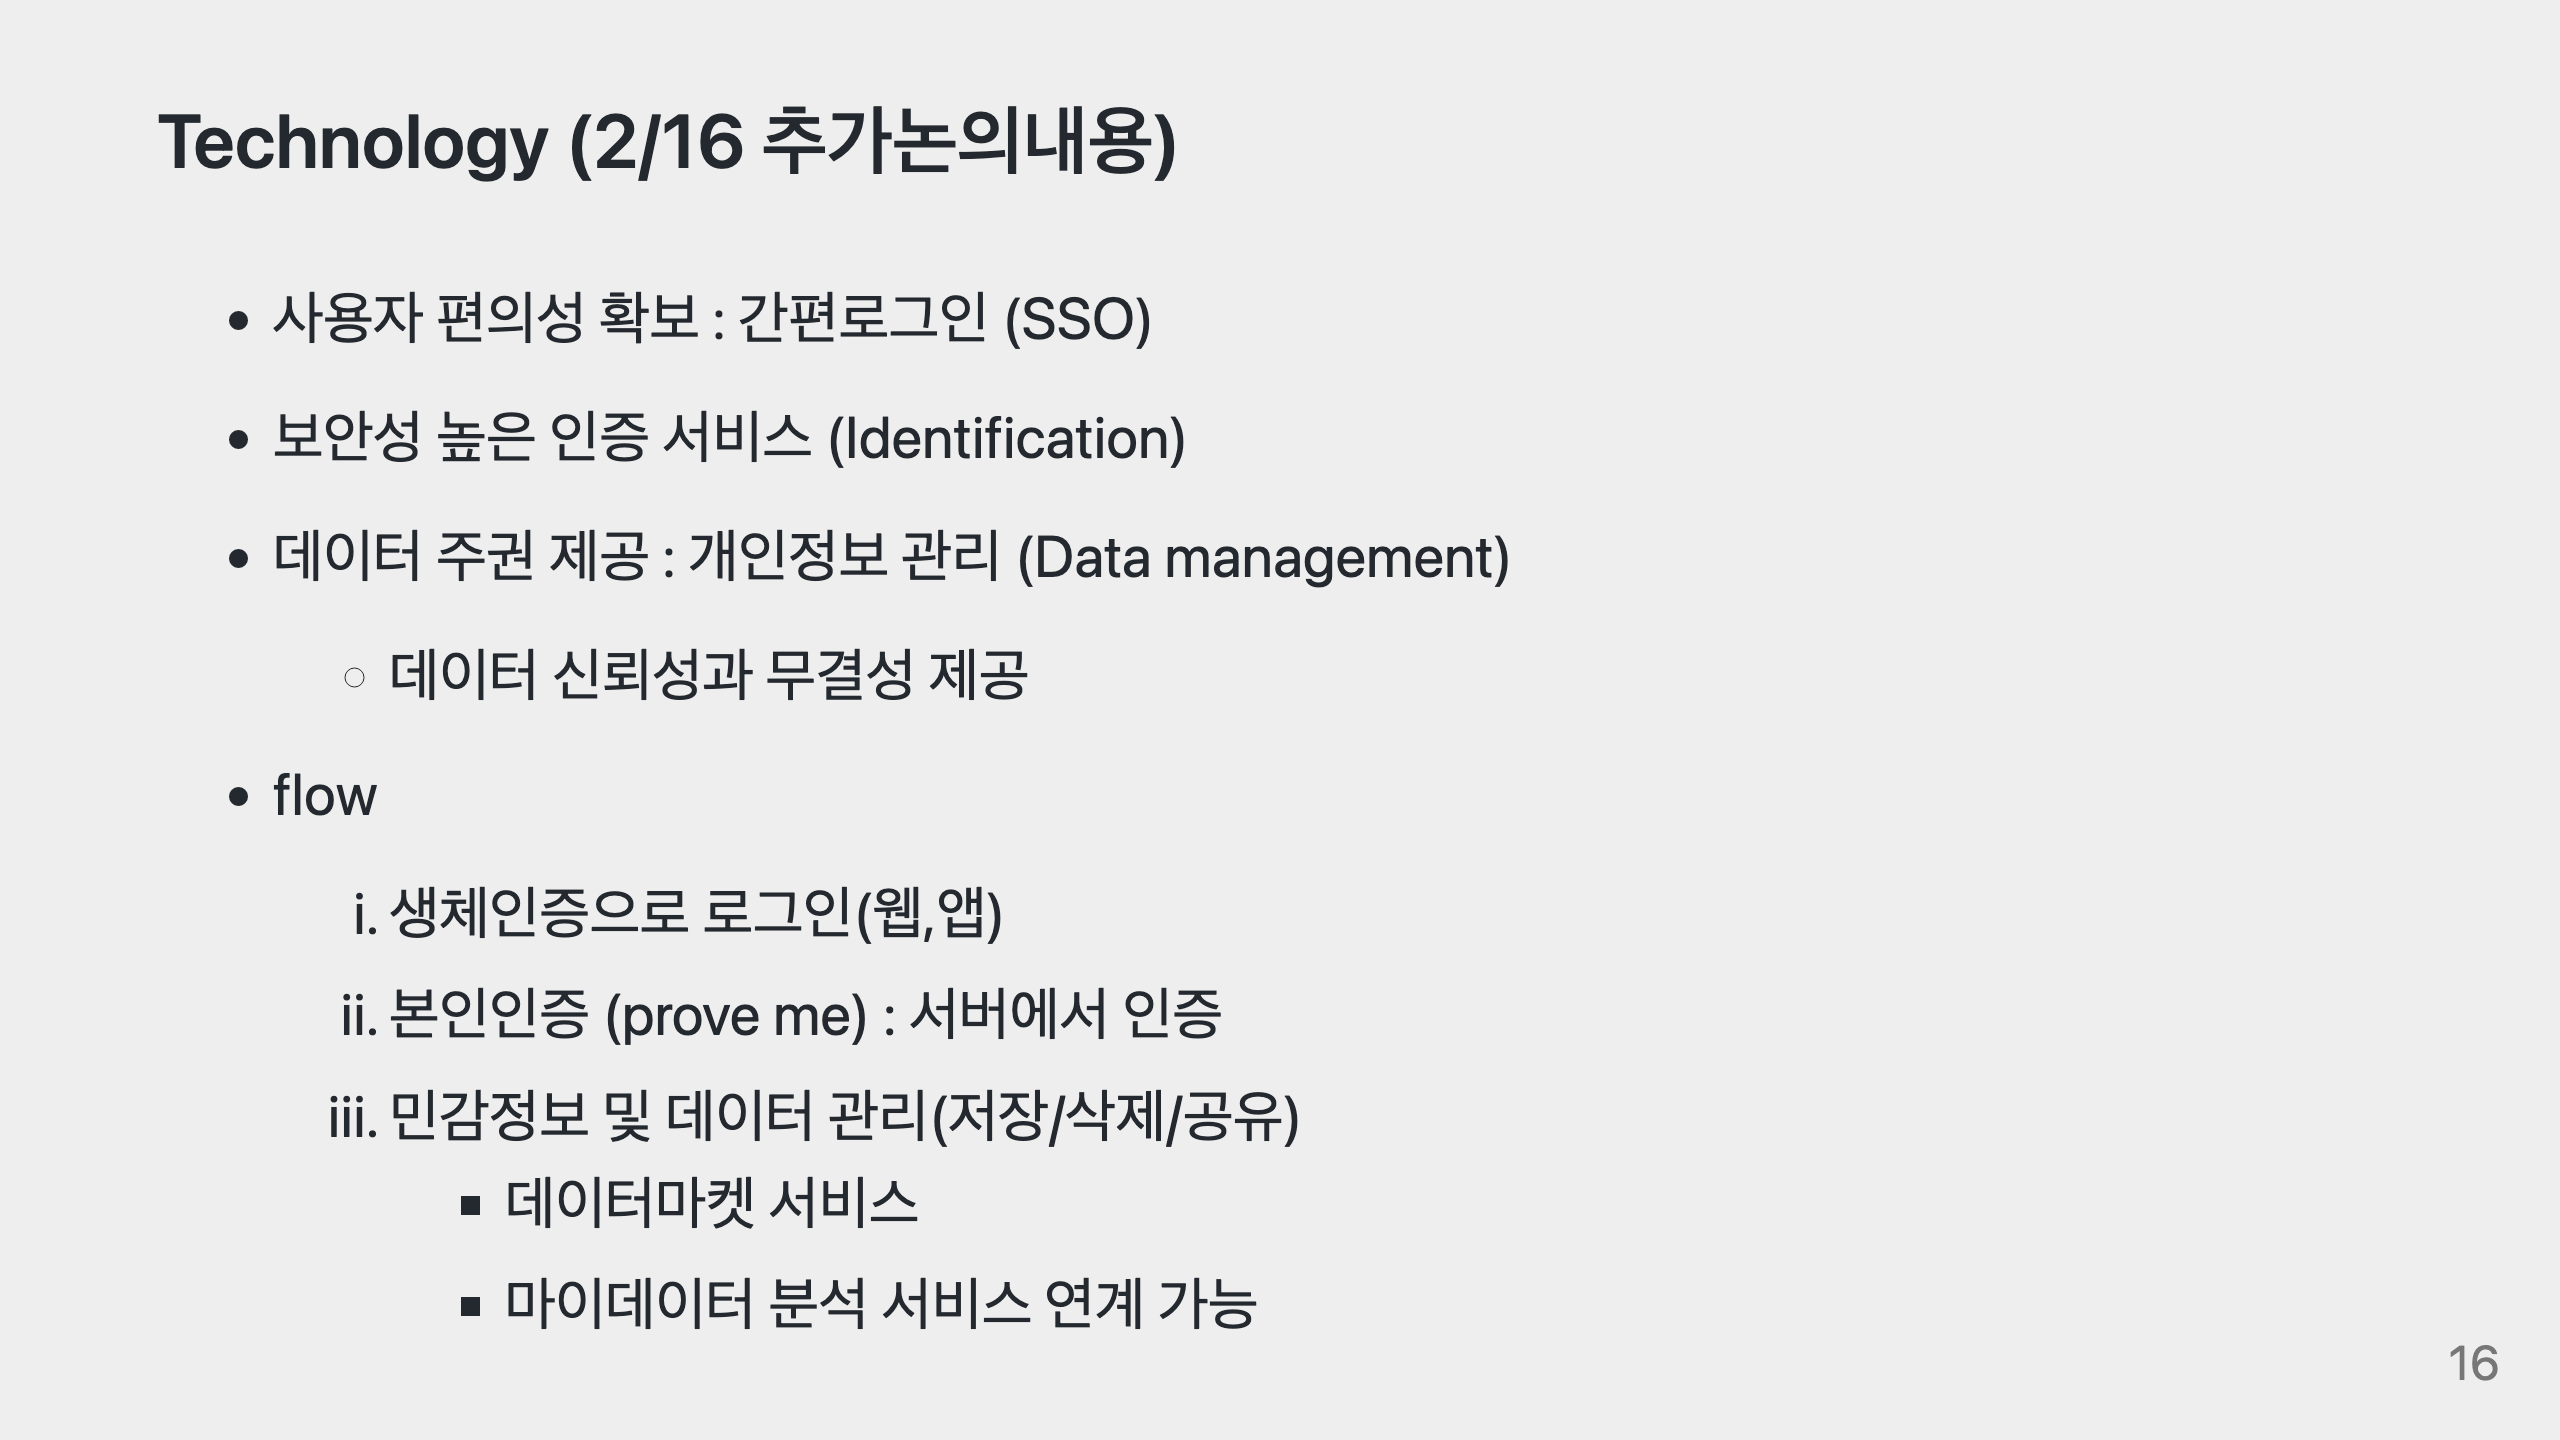 Technology (2/16 추가논의내용)
• 사용자 편의성 확보 : 간편로그인 (SSO)
• 보안성 높은 인증 서비스 (Identification)
• 데이터 주권 제공 : 개인정보 관리 (Data management)
○ 데이터 신뢰성과 무결성 제공
• flow
i. 생체인증으로 로그인(웹,앱)
ii. 본인인증 (prove me) : 서버에서 인증
iii. 민감정보 및 데이터 관리(저장/삭제/공유)
▪ 데이터마켓 서비스
▪ 마이데이터 분석 서비스 연계 가능
16